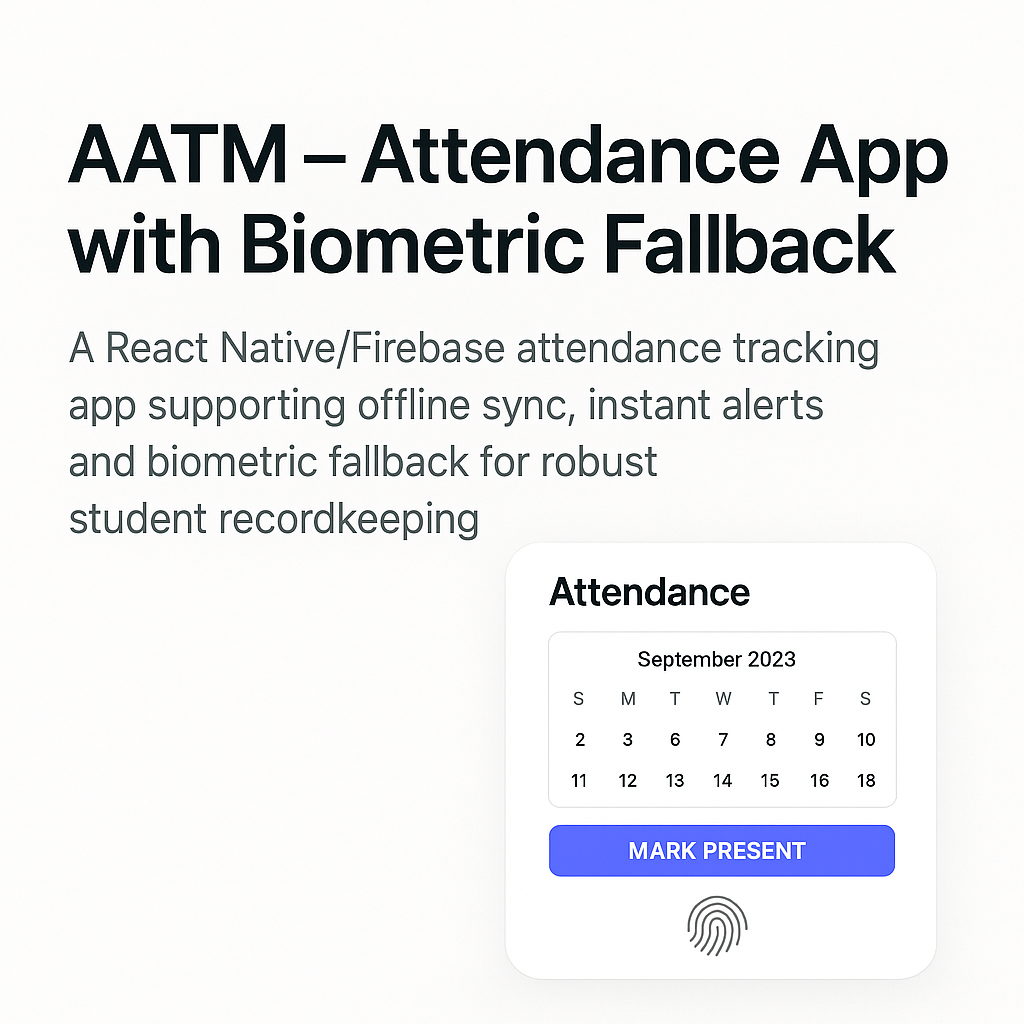 AATM – Attendance App
with Biometric Fallback
A React Native/Firebase attendance tracking
app supporting offline sync, instant alerts
and biometric fallback for robust
student recordkeeping
Attendance
September 2023
S M T W T F S
2 3 6 7 8 9 10
11 12 13 14 15 16 18
MARK PRESENT